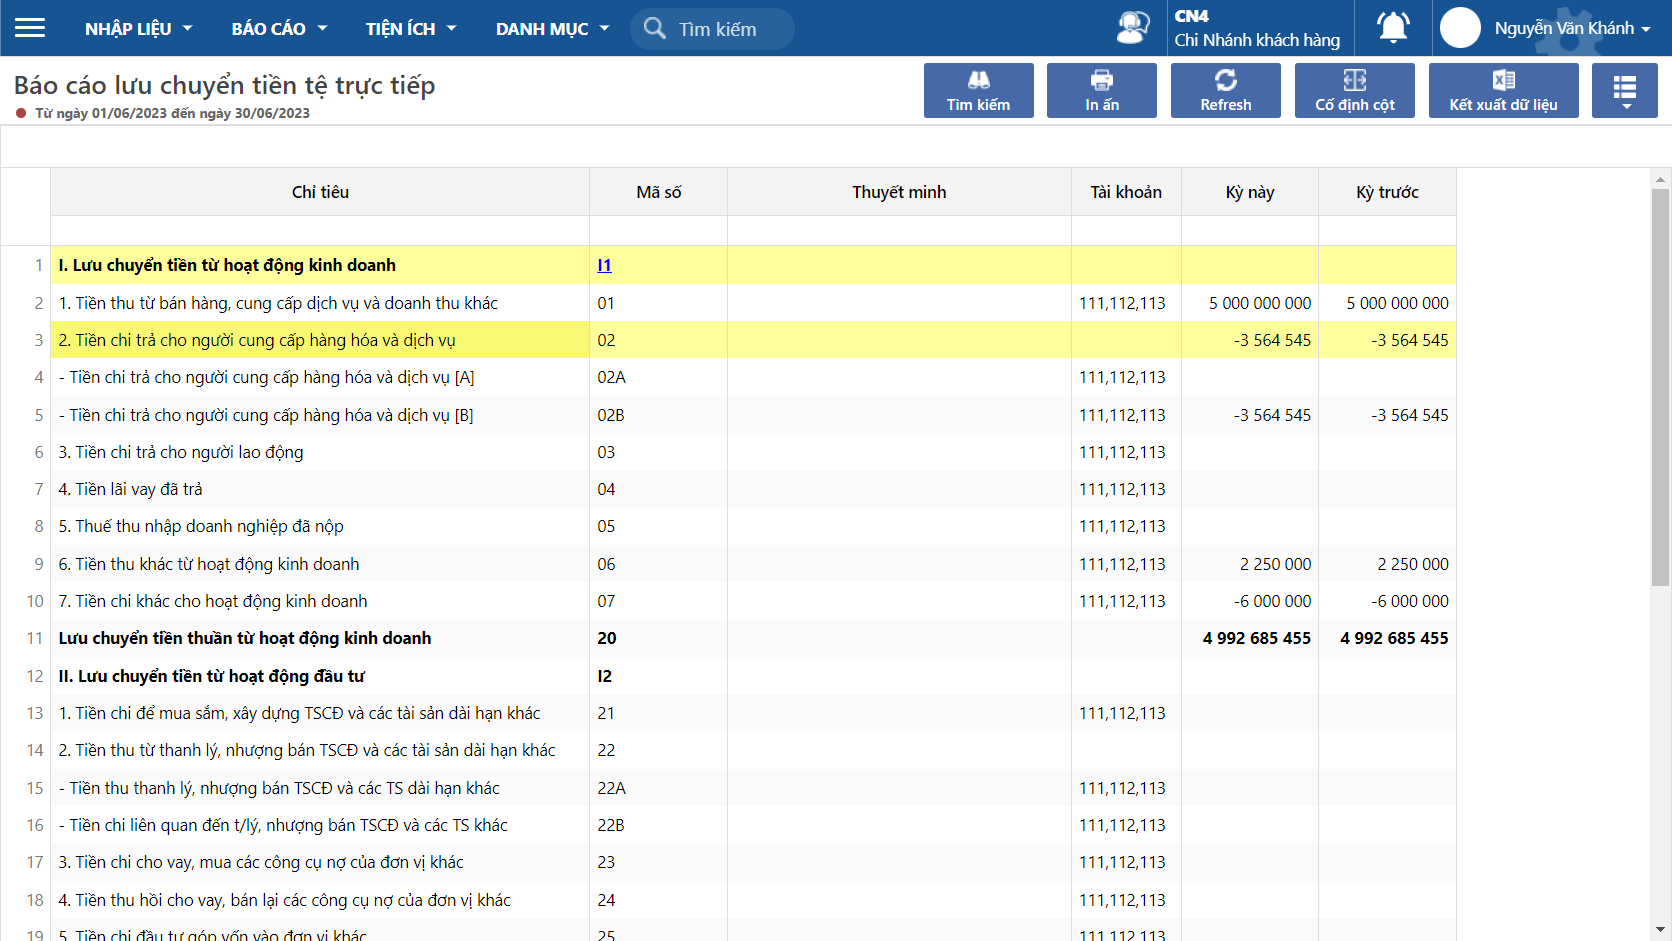 NHẬP LIỆU BÁO CÁO TIỆN ÍCH DANH MỤC Tìm kiếm CN4
Chi Nhánh khách hàng Nguyễn Văn Khánh
Báo cáo lưu chuyển tiền tệ trực tiếp
Từ ngày 01/06/2023 đến ngày 30/06/2023
Tìm kiếm In ấn Refresh Cố định cột Kết xuất dữ liệu
Chỉ tiêu Mã số Thuyết minh Tài khoản Kỳ này Kỳ trước
1 I. Lưu chuyển tiền từ hoạt động kinh doanh I1
2 1. Tiền thu từ bán hàng, cung cấp dịch vụ và doanh thu khác 01 111,112,113 5 000 000 000 5 000 000 000
3 2. Tiền chi trả cho người cung cấp hàng hóa và dịch vụ 02 -3 564 545 -3 564 545
4 - Tiền chi trả cho người cung cấp hàng hóa và dịch vụ [A] 02A 111,112,113
5 - Tiền chi trả cho người cung cấp hàng hóa và dịch vụ [B] 02B 111,112,113 -3 564 545 -3 564 545
6 3. Tiền chi trả cho người lao động 03 111,112,113
7 4. Tiền lãi vay đã trả 04 111,112,113
8 5. Thuế thu nhập doanh nghiệp đã nộp 05 111,112,113
9 6. Tiền thu khác từ hoạt động kinh doanh 06 111,112,113 2 250 000 2 250 000
10 7. Tiền chi khác cho hoạt động kinh doanh 07 111,112,113 -6 000 000 -6 000 000
11 Lưu chuyển tiền thuần từ hoạt động kinh doanh 20 4 992 685 455 4 992 685 455
12 II. Lưu chuyển tiền từ hoạt động đầu tư I2
13 1. Tiền chi để mua sắm, xây dựng TSCĐ và các tài sản dài hạn khác 21 111,112,113
14 2. Tiền thu từ thanh lý, nhượng bán TSCĐ và các tài sản dài hạn khác 22
15 - Tiền thu thanh lý, nhượng bán TSCĐ và các TS dài hạn khác 22A 111,112,113
16 - Tiền chi liên quan đến t/lý, nhượng bán TSCĐ và các TS khác 22B 111,112,113
17 3. Tiền chi cho vay, mua các công cụ nợ của đơn vị khác 23 111,112,113
18 4. Tiền thu hồi cho vay, bán lại các công cụ nợ của đơn vị khác 24 111,112,113
19 5. Tiền chi đầu tư góp vốn vào đơn vị khác 25 111,112,113